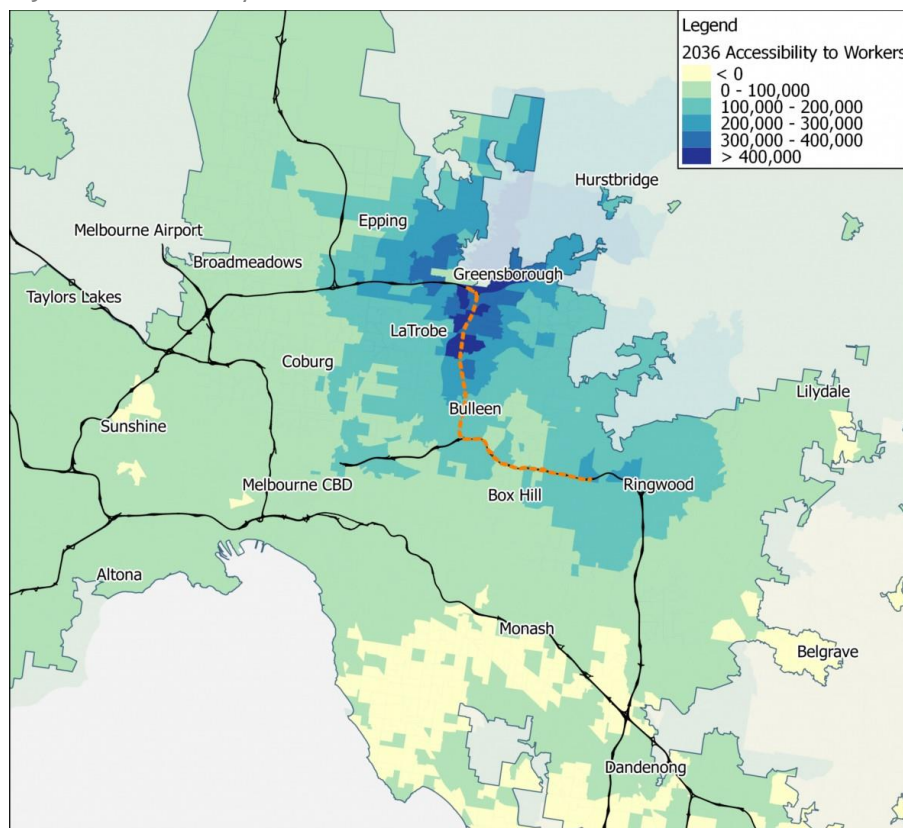 Legend
2036 Accessibility to Workers
< 0
0 - 100,000
100,000 - 200,000
200,000 - 300,000
300,000 - 400,000
> 400,000
Hurstbridge
Epping
Melbourne Airport
Broadmeadows
Greensborough
Taylors Lakes
LaTrobe
Coburg
Lilydale
Bulleen
Sunshine
Melbourne CBD
Box Hill
Ringwood
Altona
Monash
Belgrave
Dandenong